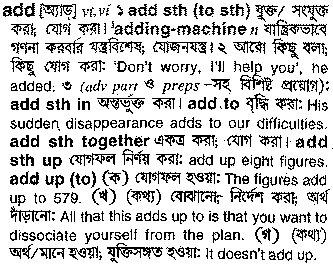 add [অ্যাড্] vt,vi ১ add sth (to sth) যুক্ত/ সংযুক্ত
করা; যোগ করা। 'adding-machine n যান্ত্রিকভাবে
গণনা করবার যন্ত্রবিশেষ; যোজনযন্ত্র। ২ আরো কিছু বলা;
কিছু যোগ করা: 'Don't worry, I'll help you', he
added. ৩ (adv part ও preps –সহ বিশিষ্ট প্রয়োগ):
add sth in অন্তর্ভুক্ত করা। add to বৃদ্ধি করা: His
sudden disappearance adds to our difficulties.
add sth together একত্র করা; যোগ করা। add
sth up যোগফল নির্ণয় করা: add up eight figures.
add up (to) (ক) যোগফল হওয়া: The figures add
up to 579. (খ) (কথ্য) বোঝানো; নির্দেশ করা; অর্থ
দাঁড়ানো: All that this adds up to is that you want to
dissociate yourself from the plan. (গ) (কথ্য)
অর্থ/মানে হওয়া; যুক্তিসঙ্গত হওয়া: It doesn't add up.